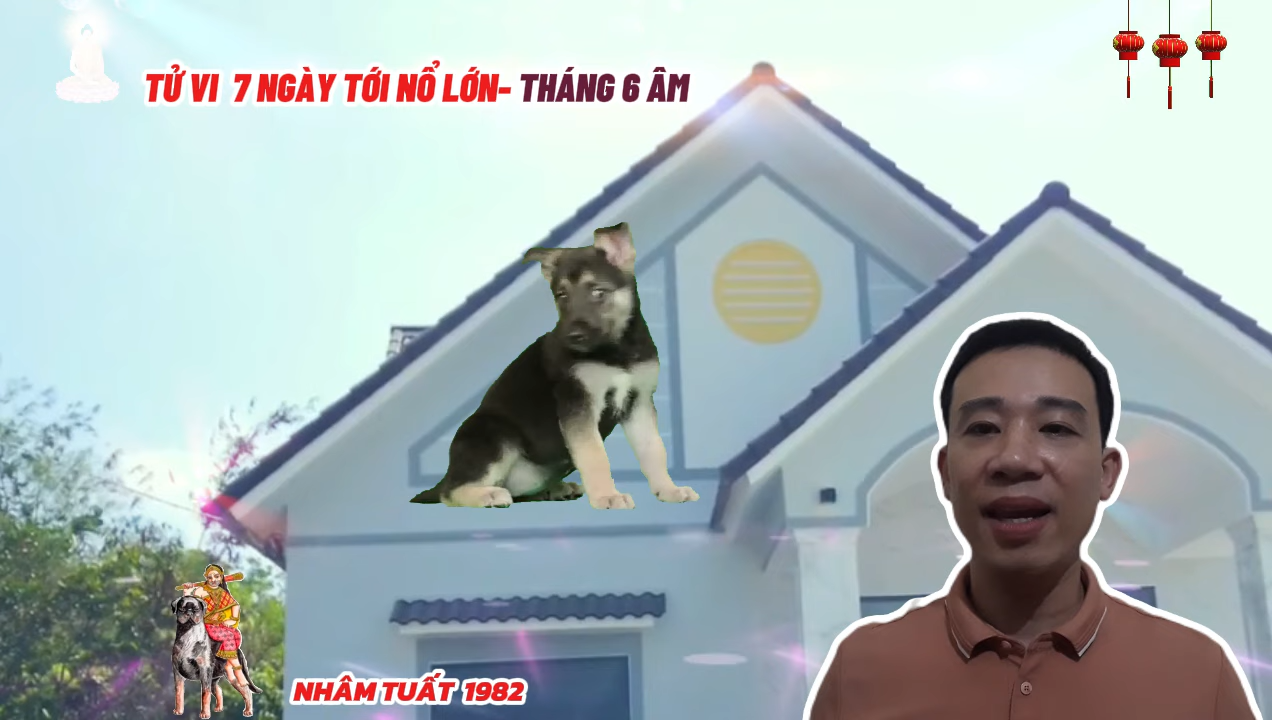 TỬ VI 7 NGÀY TỚI NỔ LỚN- THÁNG 6 ÂM
NHÂM TUẤT 1982